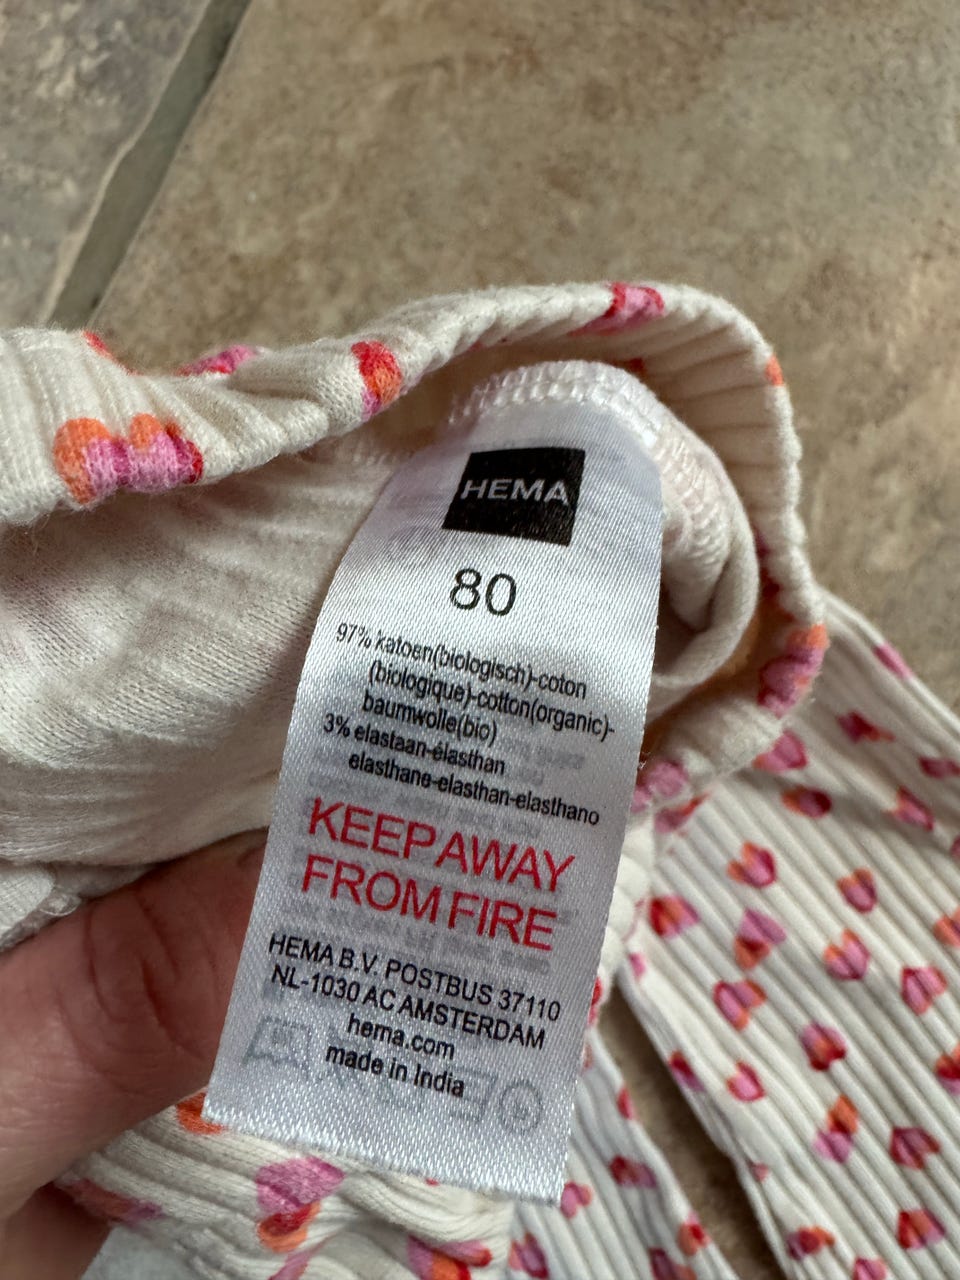 HEMA
80
97% katoen(biologisch)-coton
(biologique)-cotton(organic)-
baumwolle(bio)
3% elastaan-élasthan
elasthane-elasthan-elasthano
KEEP AWAY
FROM FIRE
HEMA B.V. POSTBUS 37110
NL-1030 AC AMSTERDAM
hema.com
made in India